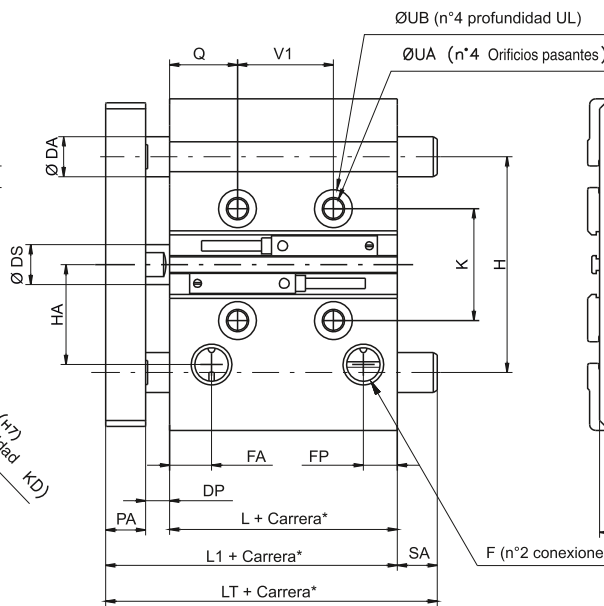 ØUB (n°4 profundidad UL)
Q
V1
ØUA (n°4 Orificios pasantes)
Ø DA
Ø DS
HA
K
H
(H7)
KD)
FA
FP
DP
PA
L + Carrera*
L1 + Carrera*
SA
F (n°2 conexione
LT + Carrera*